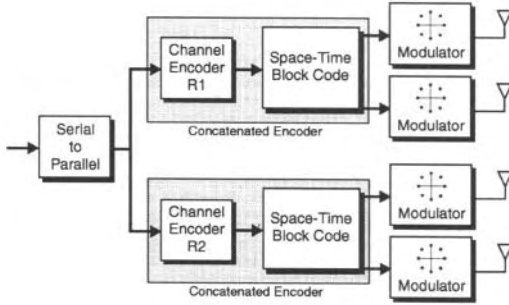 Channel
Encoder
R1
Space-Time
Block Code
Concatenated Encoder
Modulator
Modulator
Serial
to
Parallel
Channel
Encoder
R2
Space-Time
Block Code
Concatenated Encoder
Modulator
Modulator